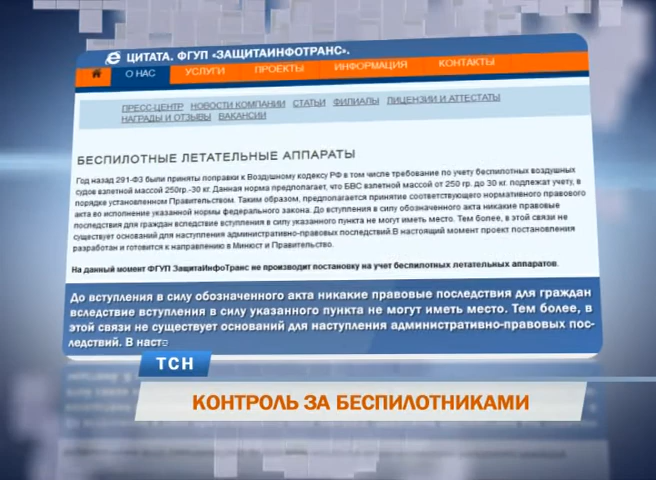 ЦИТАТА. ФГУП «ЗАЩИТАИНФОТРАНС».
О НАС УСЛУГИ ПРОЕКТЫ ИНФОРМАЦИЯ КОНТАКТЫ
ПРЕСС-ЦЕНТР НОВОСТИ КОМПАНИИ СТАТЬИ ФИЛИАЛЫ ЛИЦЕНЗИИ И АТТЕСТАТЫ
НАГРАДЫ И ОТЗЫВЫ ВАКАНСИИ
БЕСПИЛОТНЫЕ ЛЕТАТЕЛЬНЫЕ АППАРАТЫ
Год назад 291-ФЗ были приняты поправки к Воздушному кодексу РФ в том числе требование по учету беспилотных воздушных
судов взлетной массой 250гр.-30 кг. Данная норма предполагает, что БВС взлетной массой от 250 гр. до 30 кг. подлежат учету, в
порядке установленном Правительством. Таким образом, предполагается принятие соответствующего нормативного правового
акта во исполнение указанной нормы федерального закона. До вступления в силу обозначенного акта никакие правовые
последствия для граждан вследствие вступления в силу указанного пункта не могут иметь место. Тем более, в этой связи не
существует оснований для наступления административно-правовых последствий.В настоящий момент проект постановления
разработан и готовится к направлению в Минюст и Правительство.
На данный момент ФГУП ЗащитаИнфоТранс не производит постановку на учет беспилотных летательных аппаратов.
До вступления в силу обозначенного акта никакие правовые последствия для граждан
вследствие вступления в силу указанного пункта не могут иметь место. Тем более, в
этой связи не существует оснований для наступления административно-правовых пос-
ледствий. В насто
ТСН
КОНТРОЛЬ ЗА БЕСПИЛОТНИКАМИ